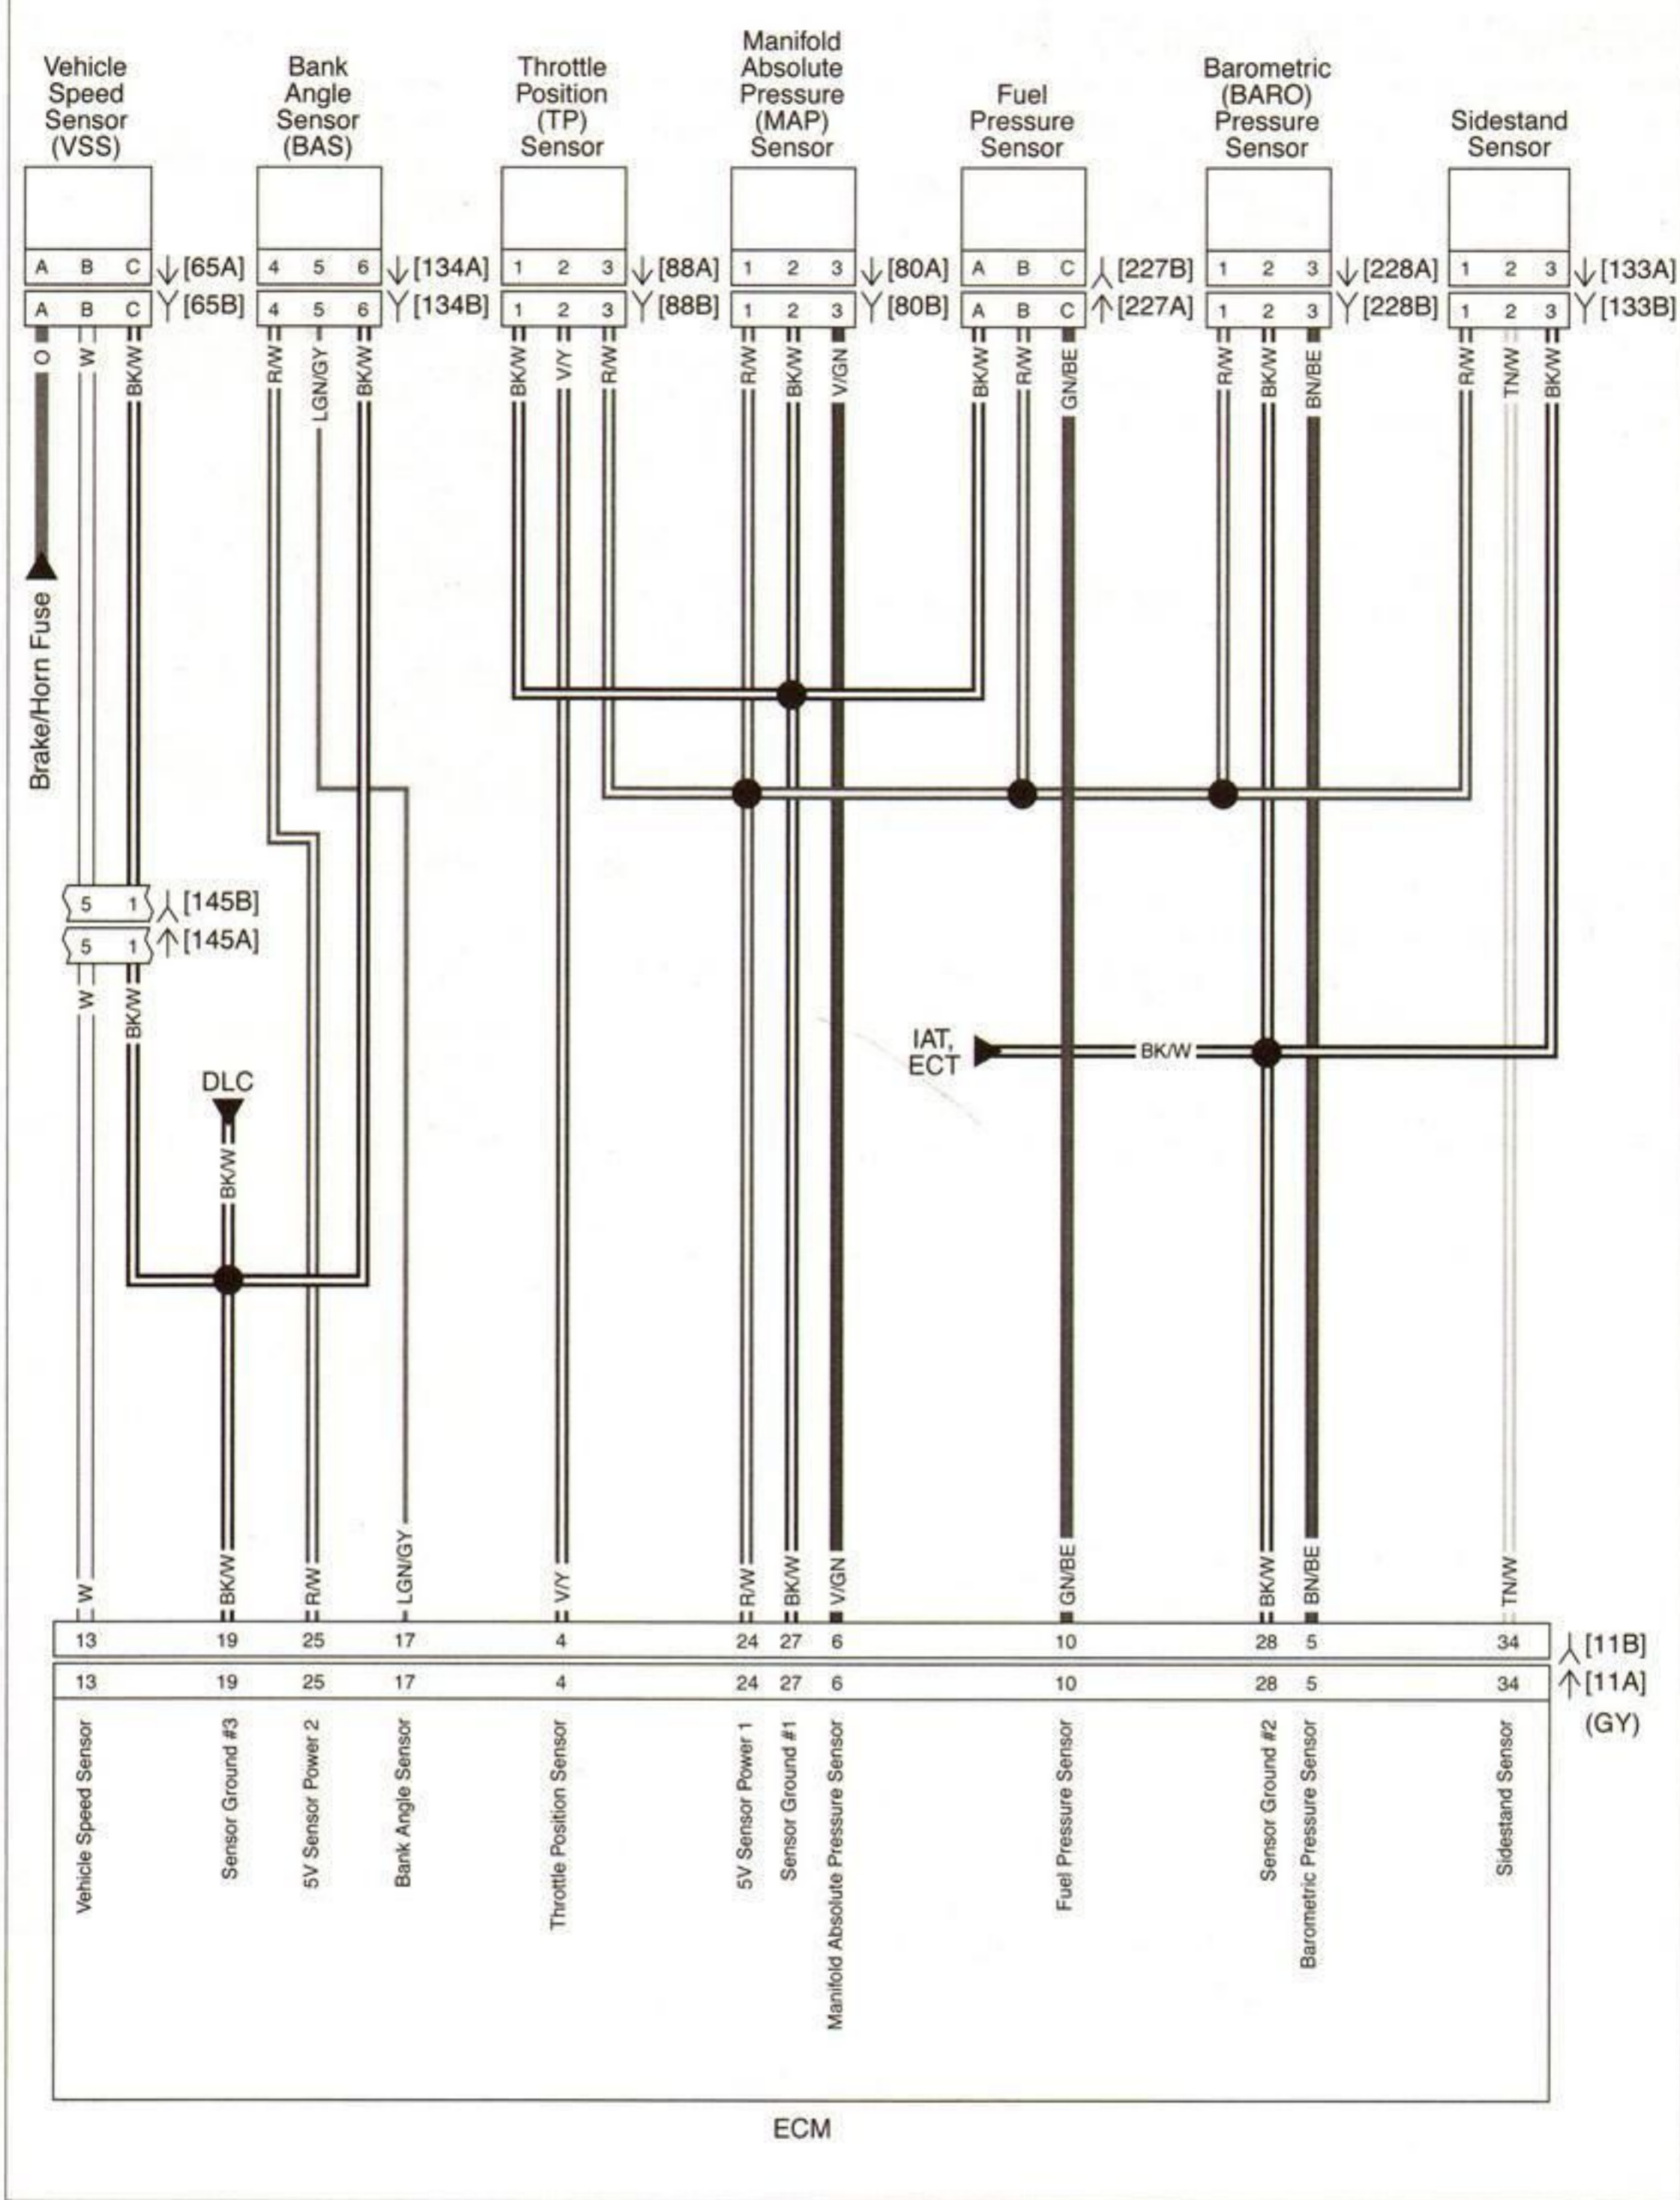 Vehicle
Speed
Sensor
(VSS)
Bank
Angle
Sensor
(BAS)
Throttle
Position
(TP)
Sensor
Manifold
Absolute
Pressure
(MAP)
Sensor
Fuel
Pressure
Sensor
Barometric
(BARO)
Pressure
Sensor
Sidestand
Sensor
A B C [65A] 4 5 6 [134A] 1 2 3 [88A] 1 2 3 [80A] A B C [227B] 1 2 3 [228A] 1 2 3 [133A]
A B C [65B] 4 5 6 [134B] 1 2 3 [88B] 1 2 3 [80B] A B C [227A] 1 2 3 [228B] 1 2 3 [133B]
O W BK/W R/W LGN/GY BK/W BK/W V/Y R/W R/W BK/W V/GN BK/W R/W GN/BE R/W BK/W BN/BE R/W TN/W BK/W
Brake/Horn Fuse
5 1 [145B]
5 1 [145A]
W BK/W
IAT,
ECT
BK/W
DLC
BK/W
W BK/W R/W LGN/GY V/Y R/W BK/W V/GN GN/BE BK/W BN/BE TN/W
13 19 25 17 4 24 27 6 10 28 5 34 [11B]
13 19 25 17 4 24 27 6 10 28 5 34 [11A]
(GY)
Vehicle Speed Sensor
Sensor Ground #3
5V Sensor Power 2
Bank Angle Sensor
Throttle Position Sensor
5V Sensor Power 1
Sensor Ground #1
Manifold Absolute Pressure Sensor
Fuel Pressure Sensor
Sensor Ground #2
Barometric Pressure Sensor
Sidestand Sensor
ECM